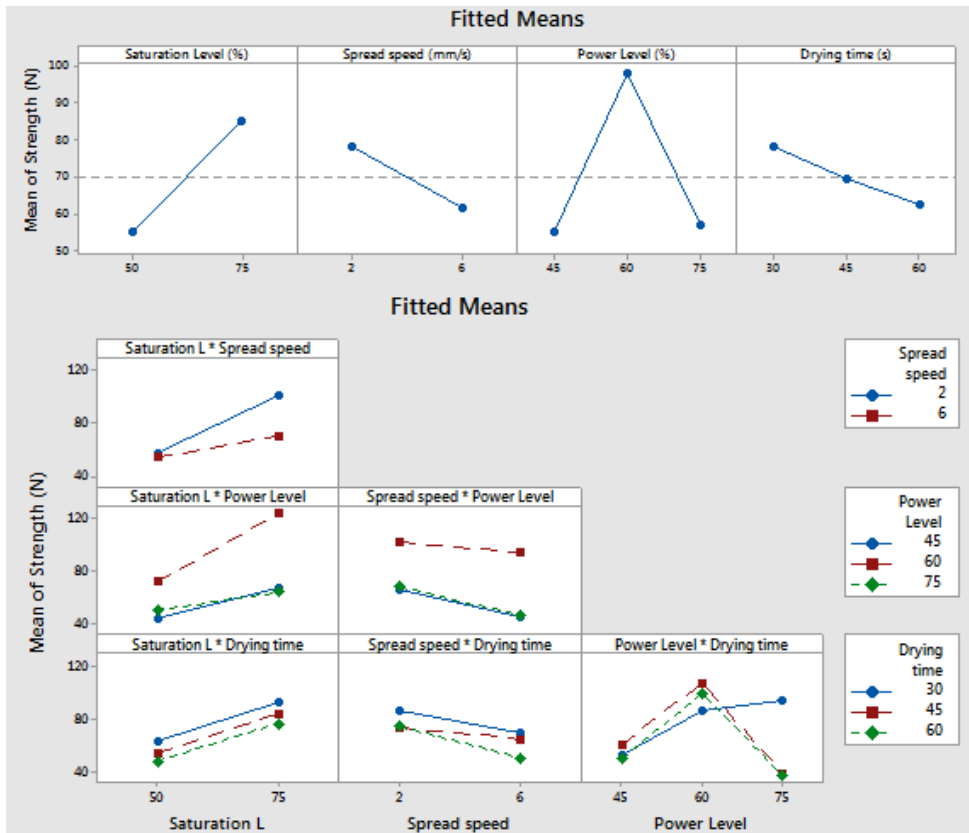 Fitted Means
Saturation Level (%) Spread speed (mm/s) Power Level (%) Drying time (s)
Mean of Strength (N)
100
90
80
70
60
50
50 75 2 6 45 60 75 30 45 60
Fitted Means
Saturation L * Spread speed
Spread
speed
2
6
120
80
40
Mean of Strength (N)
Saturation L * Power Level Spread speed * Power Level
Power
Level
45
60
75
120
80
40
Saturation L * Drying time Spread speed * Drying time Power Level * Drying time
Drying
time
30
45
60
120
80
40
50 75 2 6 45 60 75
Saturation L Spread speed Power Level